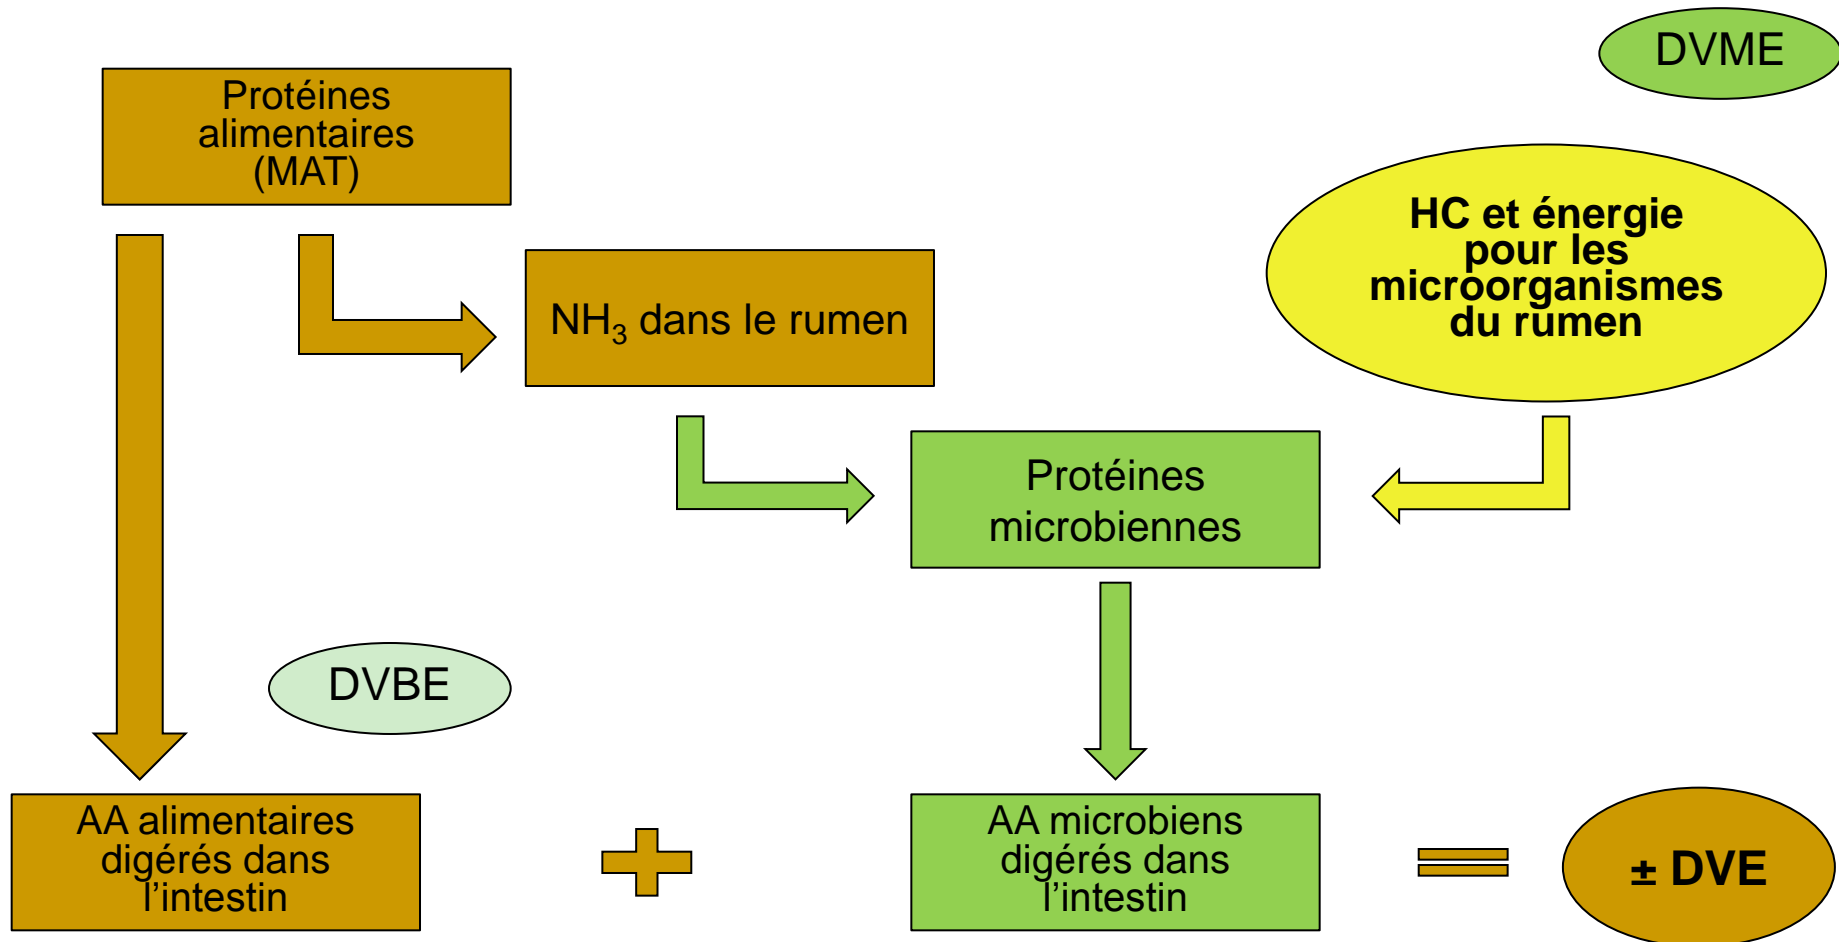 DVME
Protéines
alimentaires
(MAT)
HC et énergie
pour les
microorganismes
du rumen
NH₃ dans le rumen
Protéines
microbiennes
DVBE
AA alimentaires
digérés dans
l’intestin
AA microbiens
digérés dans
l’intestin
± DVE